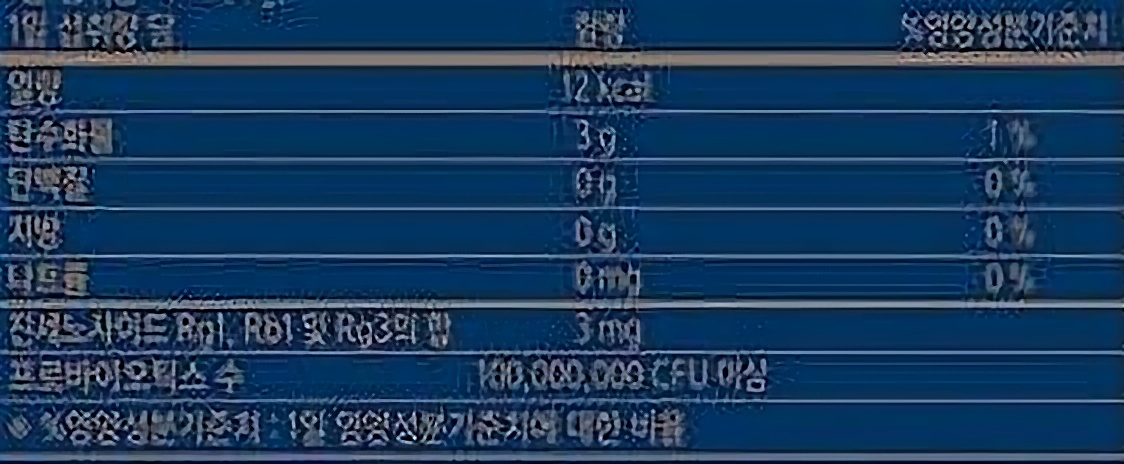 1일 섭취량 당 함량 %영양성분기준치
열량 12 kcal
탄수화물 3 g 1 %
단백질 0 g 0 %
지방 0 g 0 %
나트륨 0 mg 0 %
진세노사이드 Rg1, Rb1 및 Rg3의 합 3 mg
프로바이오틱스 수 100,000,000 CFU 이상
※ %영양성분기준치 : 1일 영양성분기준치에 대한 비율